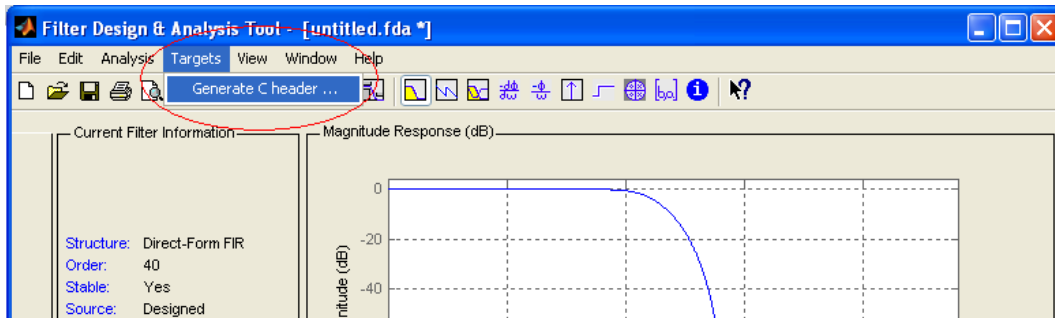 Filter Design & Analysis Tool - [untitled.fda *]
File Edit Analysis Targets View Window Help
Generate C header ...
Current Filter Information
Magnitude Response (dB)
0
Structure: Direct-Form FIR
-20
Order: 40
Stable: Yes
-40
Source: Designed
(dB)